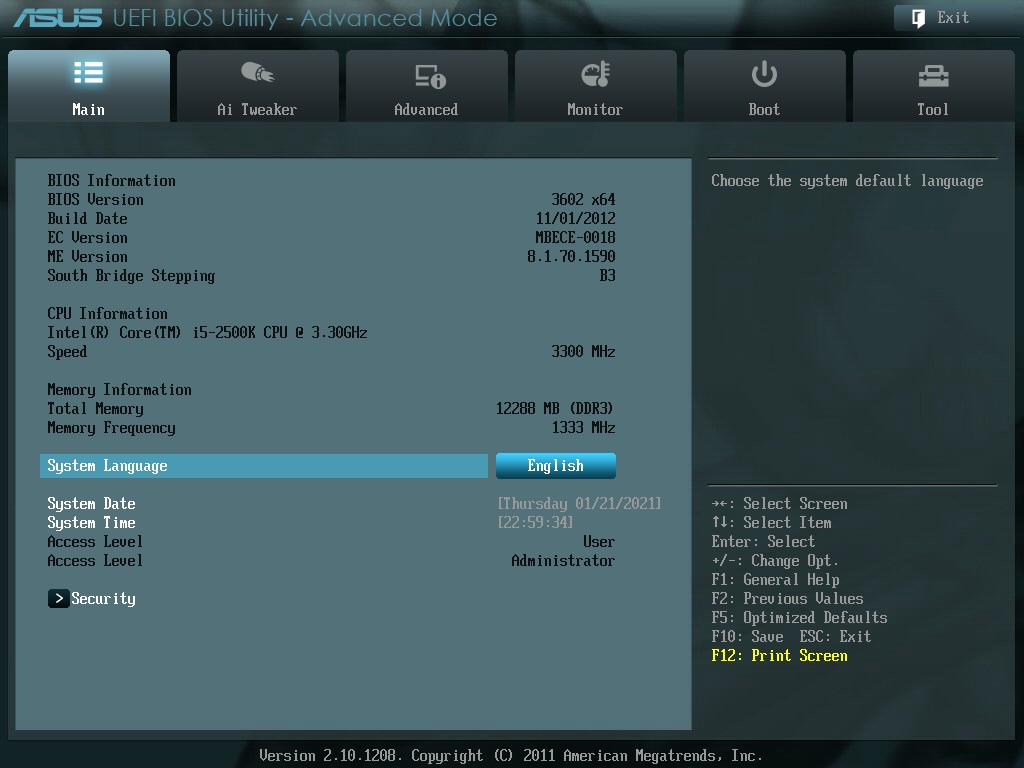 ASUS UEFI BIOS Utility - Advanced Mode
Exit
Main
Ai Tweaker
Advanced
Monitor
Boot
Tool
BIOS Information
BIOS Version 3602 x64
Build Date 11/01/2012
EC Version MBECE-0018
ME Version 8.1.70.1590
South Bridge Stepping B3
CPU Information
Intel(R) Core(TM) i5-2500K CPU @ 3.30GHz
Speed 3300 MHz
Memory Information
Total Memory 12288 MB (DDR3)
Memory Frequency 1333 MHz
System Language English
System Date [Thursday 01/21/2021]
System Time [22:59:34]
Access Level User
Access Level Administrator
> Security
Choose the system default language
→←: Select Screen
↑↓: Select Item
Enter: Select
+/-: Change Opt.
F1: General Help
F2: Previous Values
F5: Optimized Defaults
F10: Save ESC: Exit
F12: Print Screen
Version 2.10.1208. Copyright (C) 2011 American Megatrends, Inc.